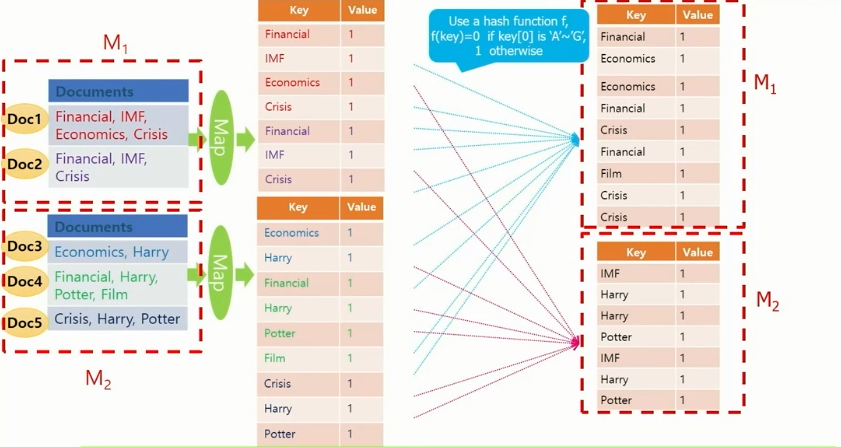 M1
Documents
Doc1
Financial, IMF,
Economics, Crisis
Doc2
Financial, IMF,
Crisis
Map
Documents
Doc3
Economics, Harry
Doc4
Financial, Harry,
Potter, Film
Doc5
Crisis, Harry, Potter
M2
Map
Key Value
Financial 1
IMF 1
Economics 1
Crisis 1
Financial 1
IMF 1
Crisis 1
Key Value
Economics 1
Harry 1
Financial 1
Harry 1
Potter 1
Film 1
Crisis 1
Harry 1
Potter 1
Use a hash function f,
f(key)=0 if key[0] is 'A'~'G',
1 otherwise
Key Value
Financial 1
Economics 1
Economics 1
Financial 1
Crisis 1
Financial 1
Film 1
Crisis 1
Crisis 1
M1
Key Value
IMF 1
Harry 1
Harry 1
Potter 1
IMF 1
Harry 1
Potter 1
M2